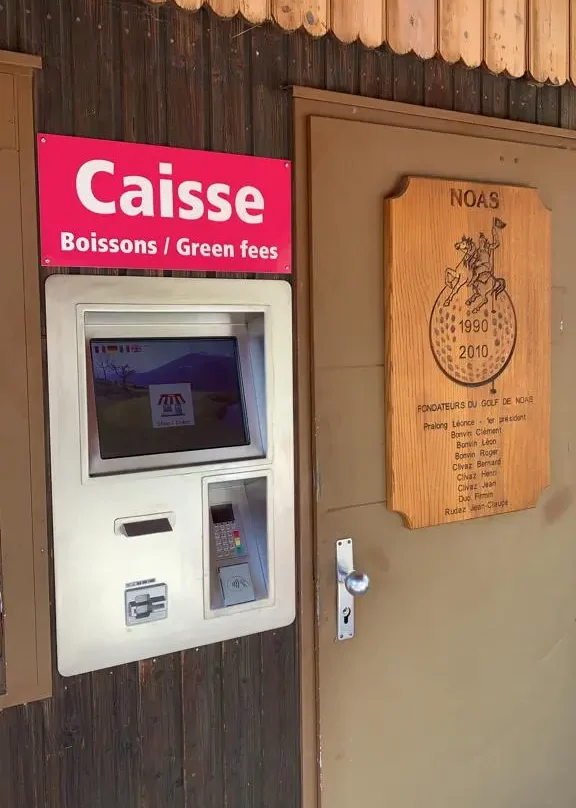 Caisse
Boissons / Green fees
NOAS
1990
2010
FONDATEURS DU GOLF DE NOAS
Pralong Léonce - 1er président
Bonvin Clément
Bonvin Léon
Bonvin Roger
Clivaz Bernard
Clivaz Henri
Clivaz Jean
Duc Firmin
Rudaz Jean-Claude